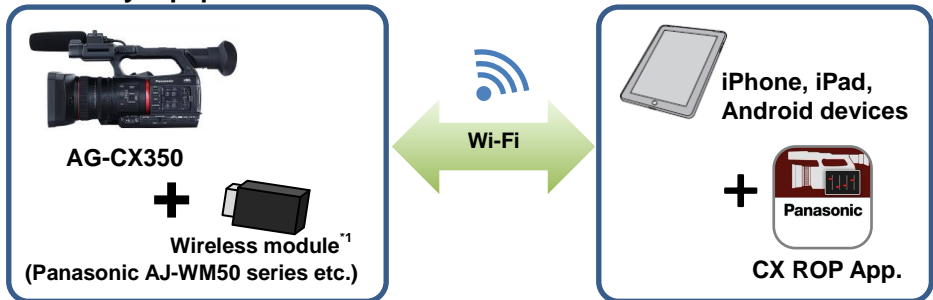 AG-CX350
Wireless module*1
(Panasonic AJ-WM50 series etc.)
Wi-Fi
iPhone, iPad,
Android devices
Panasonic
CX ROP App.